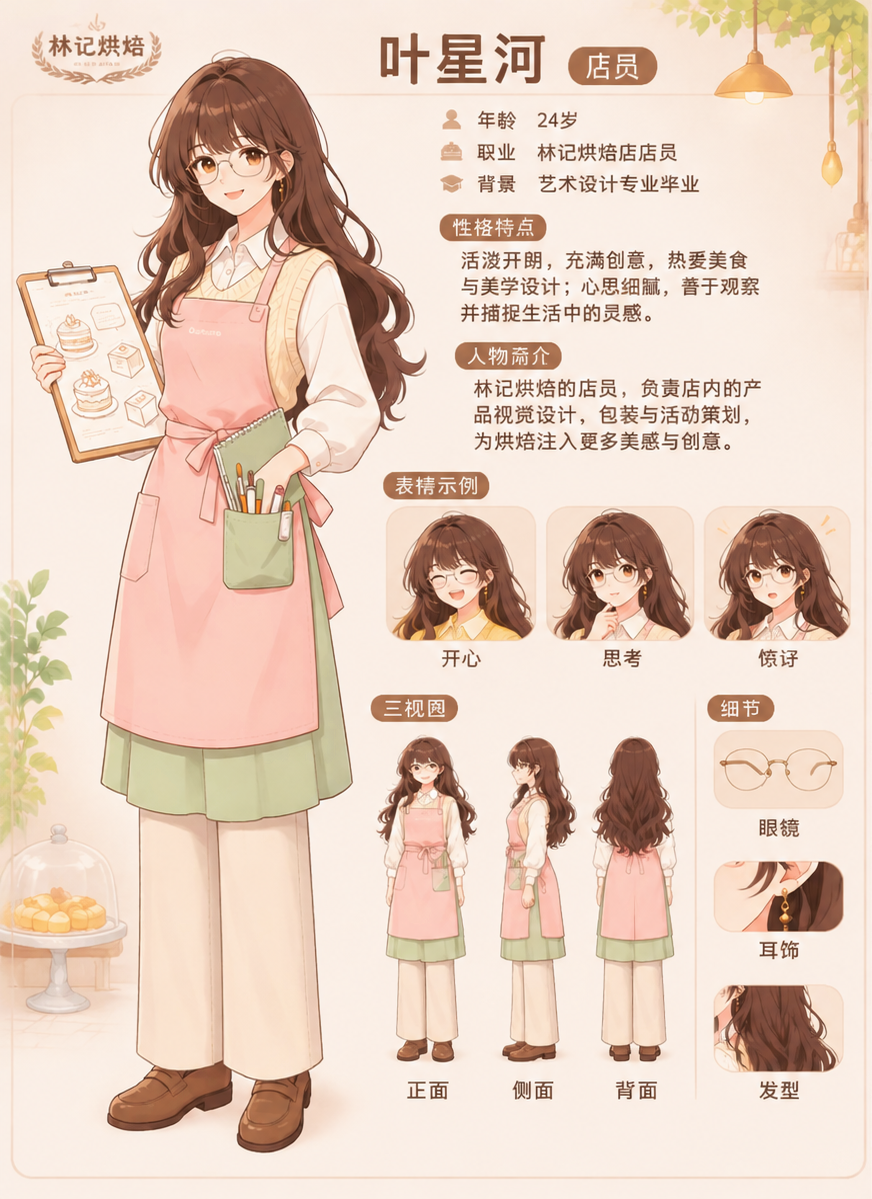 林记烘焙
叶星河
店员
年龄 24岁
职业 林记烘焙店店员
背景 艺术设计专业毕业
性格特点
活泼开朗，充满创意，热爱美食
与美学设计；心思细腻，善于观察
并捕捉生活中的灵感。
人物简介
林记烘焙的店员，负责店内的产
品视觉设计，包装与活动策划，
为烘焙注入更多美感与创意。
表情示例
开心
思考
惊讶
三视图
细节
眼镜
耳饰
正面
侧面
背面
发型